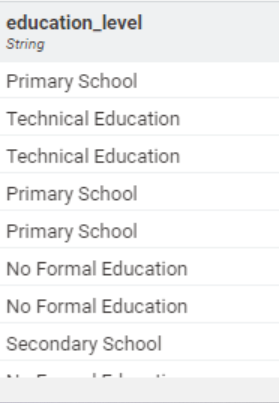 education_level
String
Primary School
Technical Education
Technical Education
Primary School
Primary School
No Formal Education
No Formal Education
Secondary School